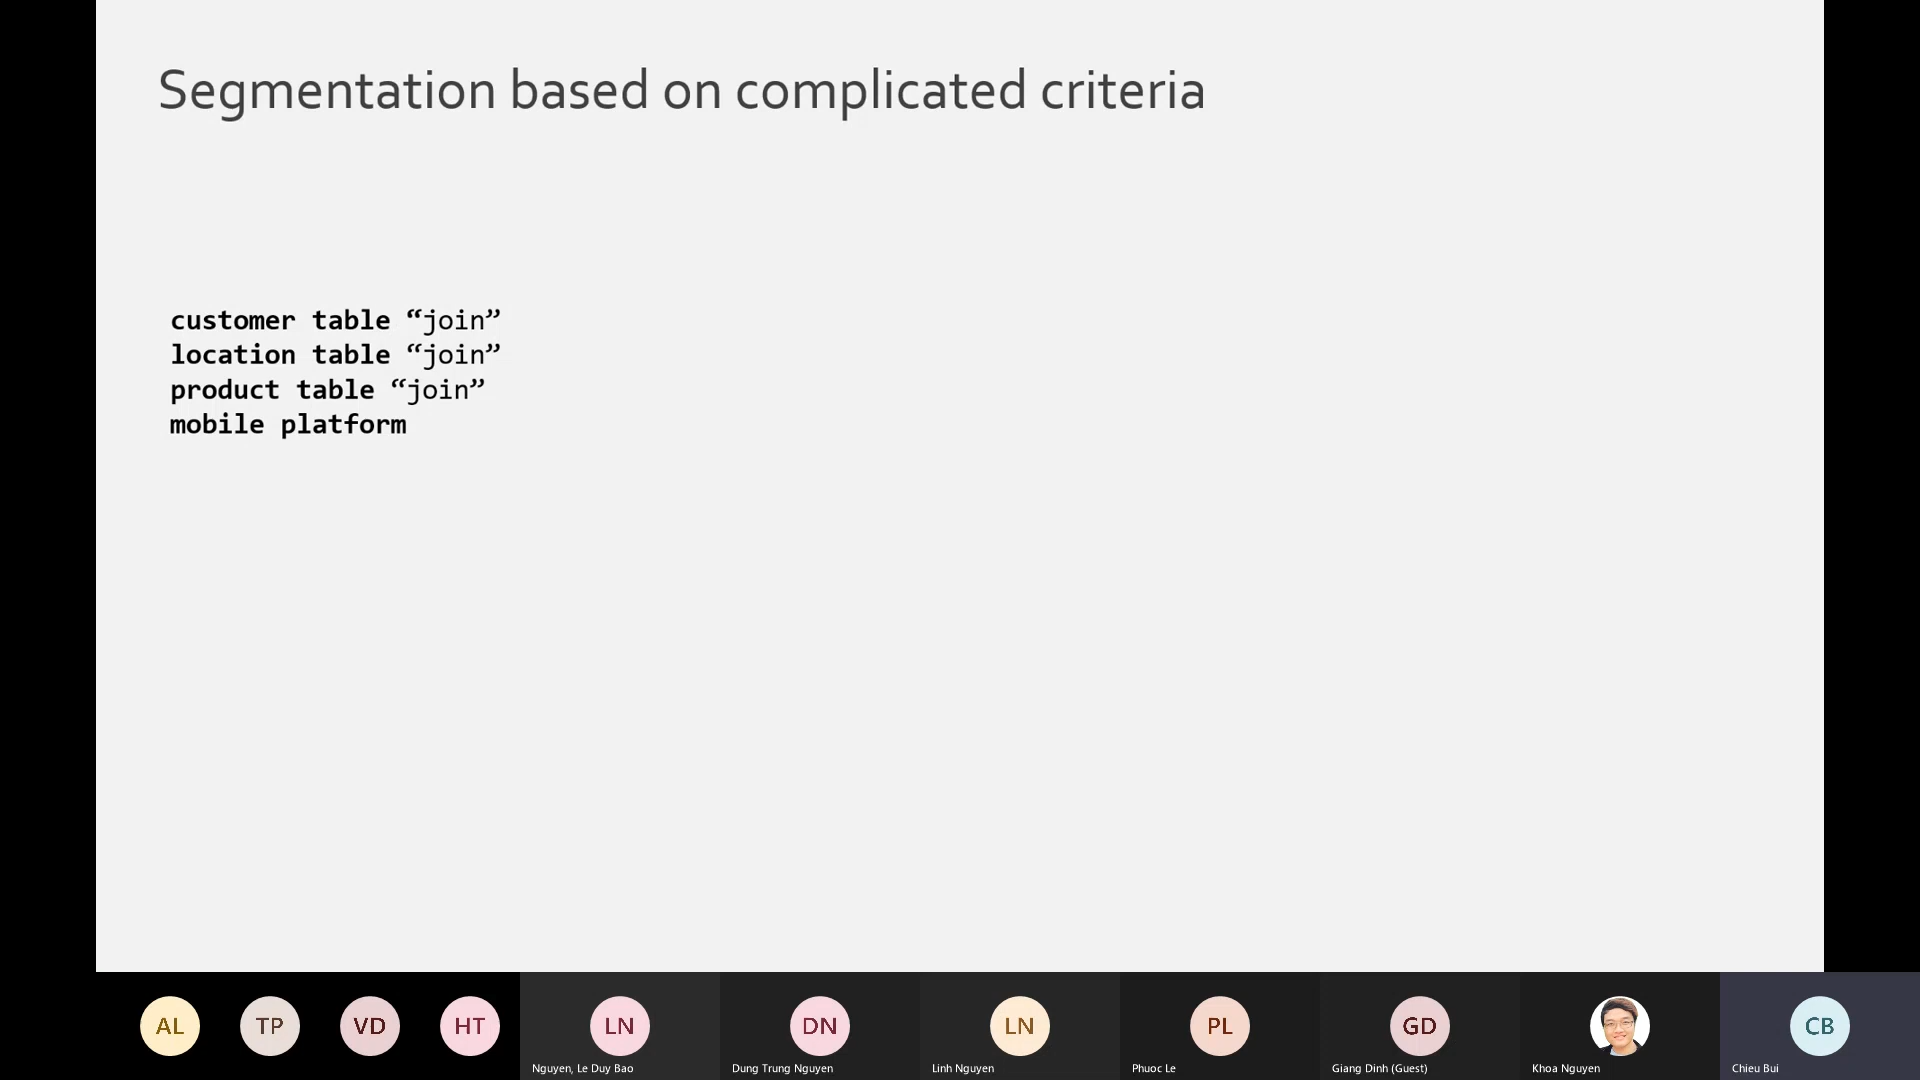 Segmentation based on complicated criteria
customer table “join”
location table “join”
product table “join”
mobile platform
AL
TP
VD
HT
LN
DN
LN
PL
GD
CB
Nguyen, Le Duy Bao
Dung Trung Nguyen
Linh Nguyen
Phuoc Le
Giang Dinh (Guest)
Khoa Nguyen
Chieu Bui